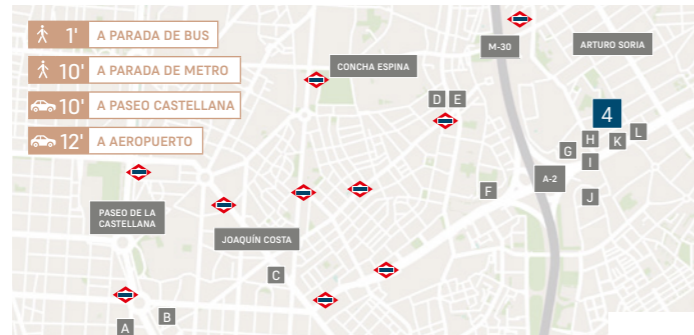 1' A PARADA DE BUS
10' A PARADA DE METRO
10' A PASEO CASTELLANA
12' A AEROPUERTO
CONCHA ESPINA
M-30
ARTURO SORIA
D E
4
H K L
G
I
A-2
F
J
PASEO DE LA
CASTELLANA
JOAQUÍN COSTA
C
B
A